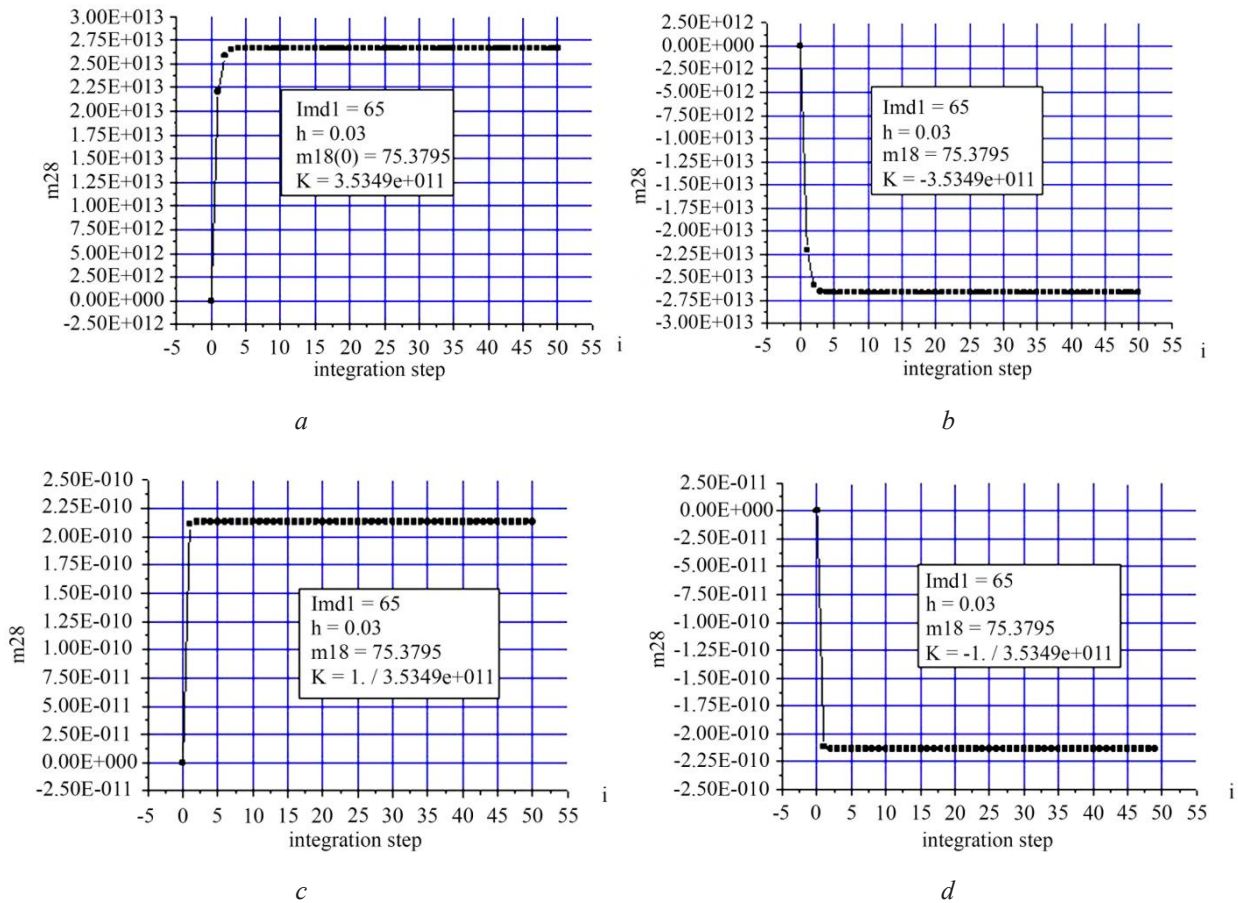 3.00E+013
2.75E+013
2.50E+013
2.25E+013
2.00E+013
1.75E+013
1.50E+013
1.25E+013
1.00E+013
7.50E+012
5.00E+012
2.50E+012
0.00E+000
-2.50E+012
m28
Imd1 = 65
h = 0.03
m18(0) = 75.3795
K = 3.5349e+011
-5 0 5 10 15 20 25 30 35 40 45 50 55 i
integration step
a
2.50E+012
0.00E+000
-2.50E+012
-5.00E+012
-7.50E+012
-1.00E+013
-1.25E+013
-1.50E+013
-1.75E+013
-2.00E+013
-2.25E+013
-2.50E+013
-2.75E+013
-3.00E+013
m28
Imd1 = 65
h = 0.03
m18 = 75.3795
K = -3.5349e+011
-5 0 5 10 15 20 25 30 35 40 45 50 55 i
integration step
b
2.50E-010
2.25E-010
2.00E-010
1.75E-010
1.50E-010
1.25E-010
1.00E-010
7.50E-011
5.00E-011
2.50E-011
0.00E+000
-2.50E-011
m28
Imd1 = 65
h = 0.03
m18 = 75.3795
K = 1. / 3.5349e+011
-5 0 5 10 15 20 25 30 35 40 45 50 55 i
integration step
c
2.50E-011
0.00E+000
-2.50E-011
-5.00E-011
-7.50E-011
-1.00E-010
-1.25E-010
-1.50E-010
-1.75E-010
-2.00E-010
-2.25E-010
-2.50E-010
m28
Imd1 = 65
h = 0.03
m18 = 75.3795
K = -1. / 3.5349e+011
-5 0 5 10 15 20 25 30 35 40 45 50 55 i
integration step
d